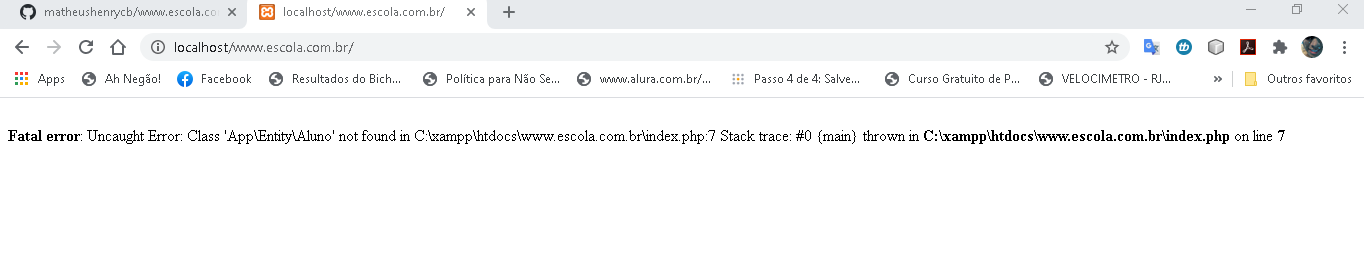 matheushenrycb/www.escola.co
localhost/www.escola.com.br/
localhost/www.escola.com.br/
Apps Ah Negão! Facebook Resultados do Bich... Política para Não Se... www.alura.com.br/... Passo 4 de 4: Salve... Curso Gratuito de P... VELOCIMETRO - RJ... » Outros favoritos
Fatal error: Uncaught Error: Class 'App\Entity\Aluno' not found in C:\xampp\htdocs\www.escola.com.br\index.php:7 Stack trace: #0 {main} thrown in C:\xampp\htdocs\www.escola.com.br\index.php on line 7